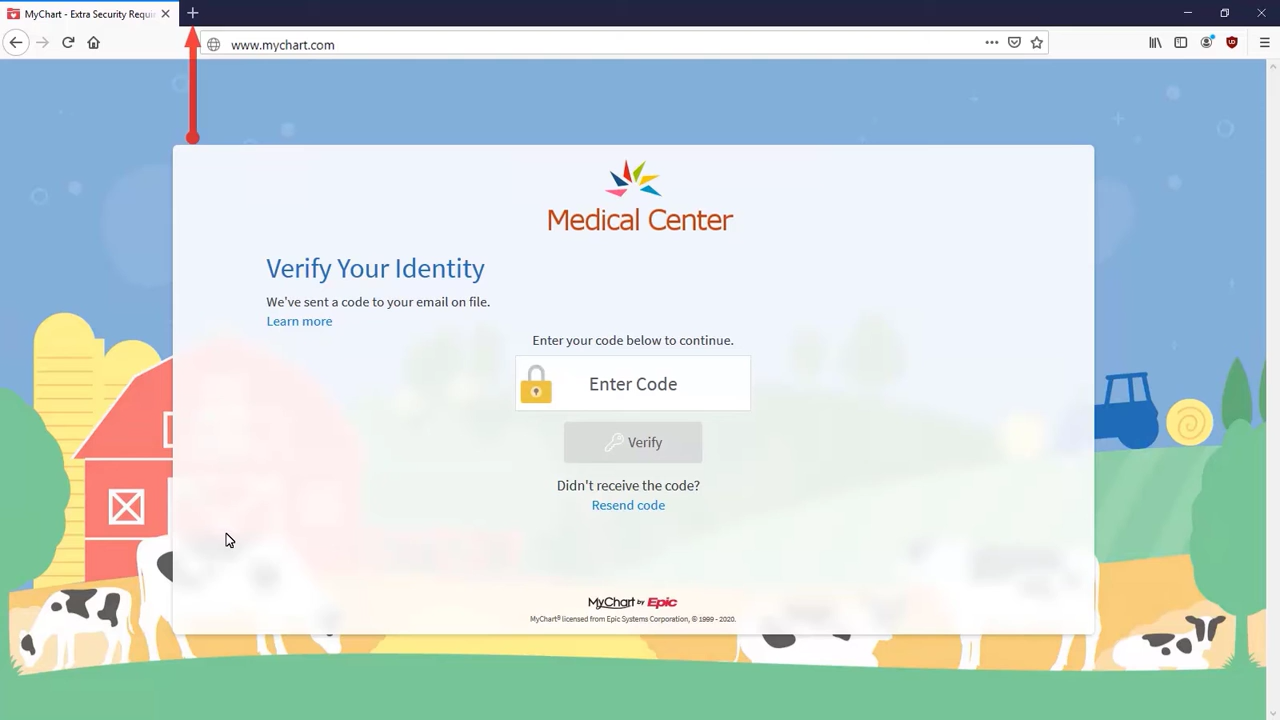 MyChart - Extra Security Requi
www.mychart.com
Medical Center
Verify Your Identity
We've sent a code to your email on file.
Learn more
Enter your code below to continue.
Enter Code
Verify
Didn't receive the code?
Resend code
MyChart by Epic
MyChart® licensed from Epic Systems Corporation, © 1999 - 2020.